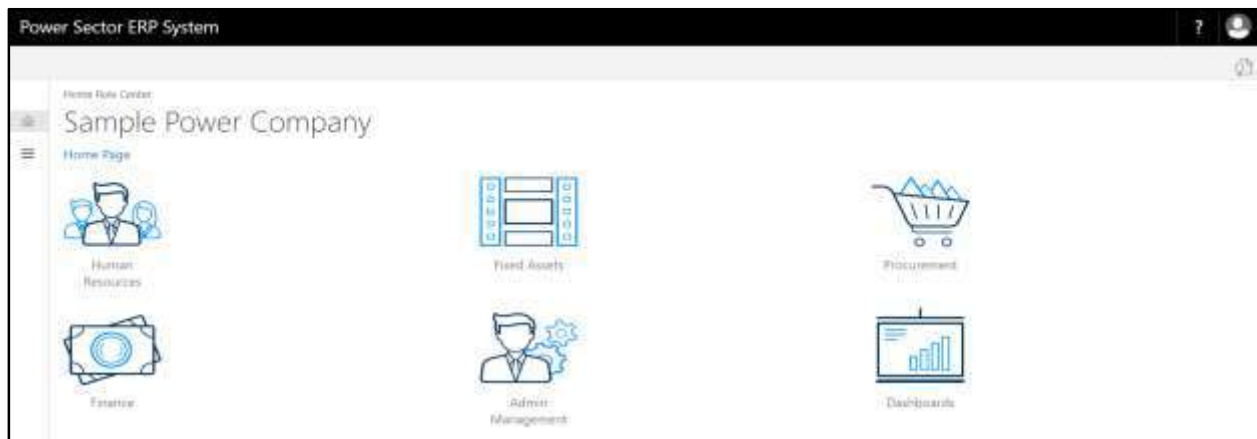 Power Sector ERP System
?
Home Role Center
Sample Power Company
Home Page
Human
Resources
Fixed Assets
Procurement
Finance
Admin
Management
Dashboards